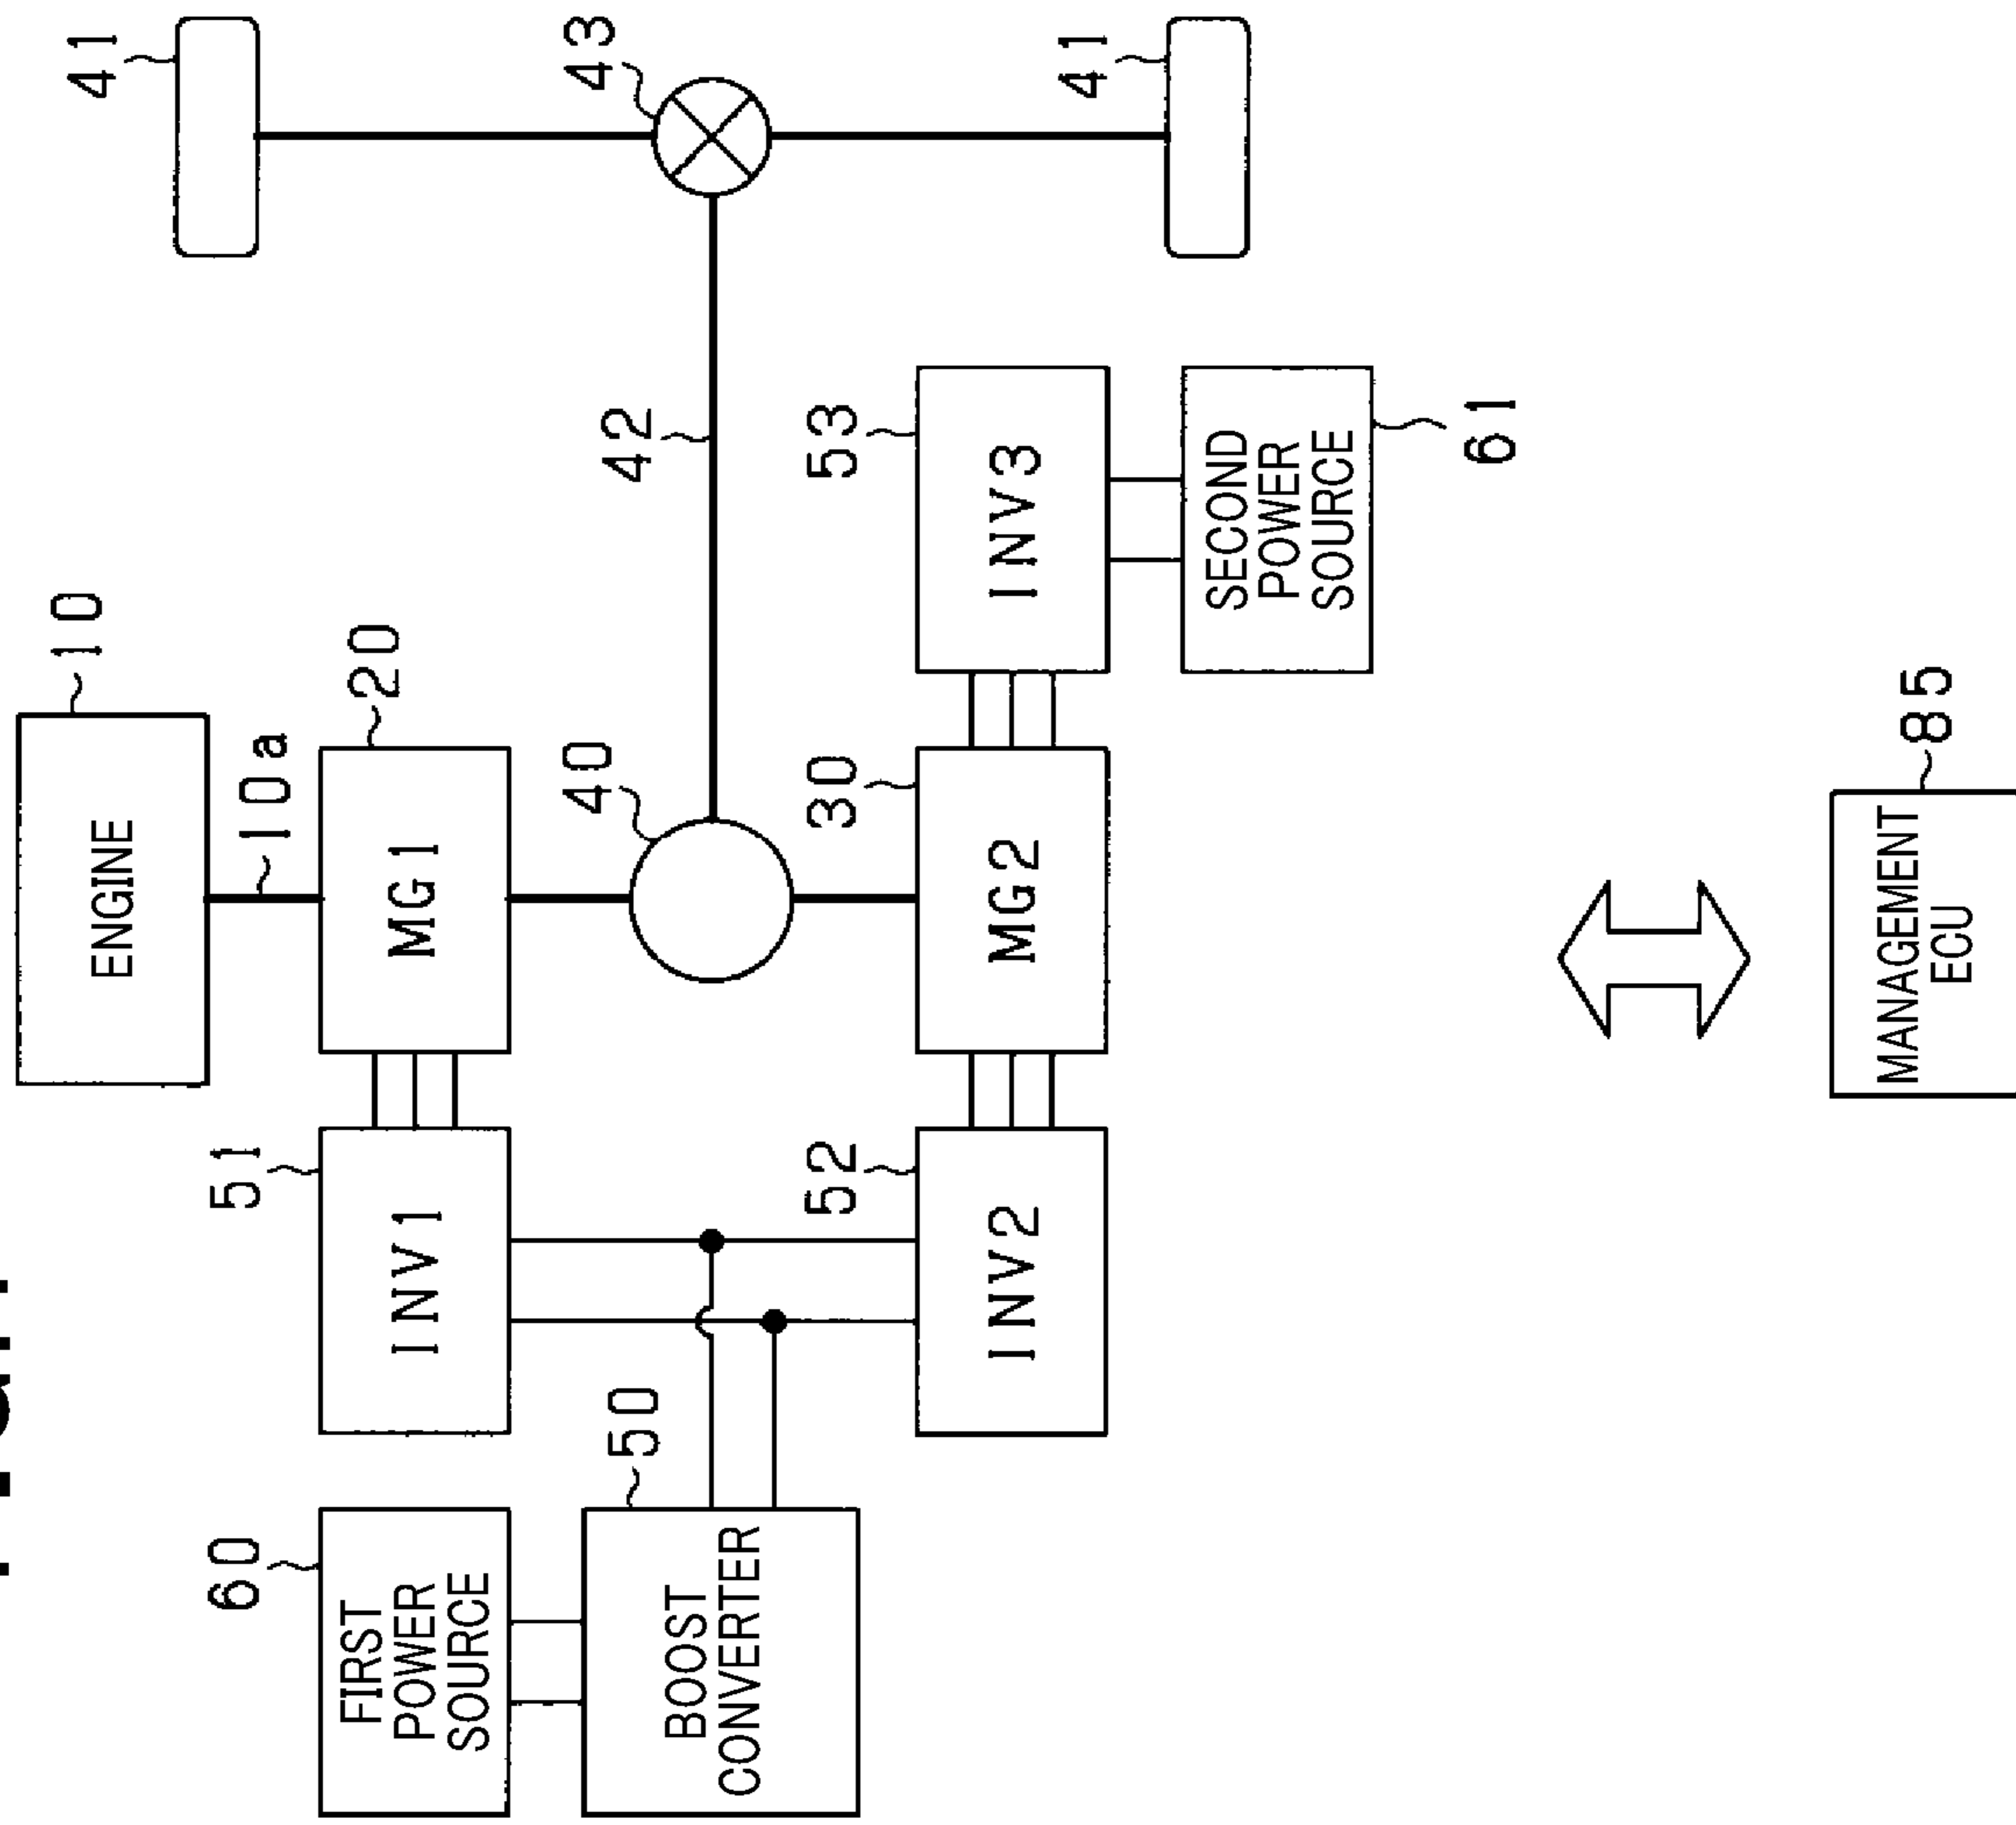 41
43
41
10
42
53
INV3
SECOND
POWER
SOURCE
61
ENGINE
10a
20
MG1
40
30
MG2
85
MANAGEMENT
ECU
51
INV1
52
INV2
60
FIRST
POWER
SOURCE
50
BOOST
CONVERTER